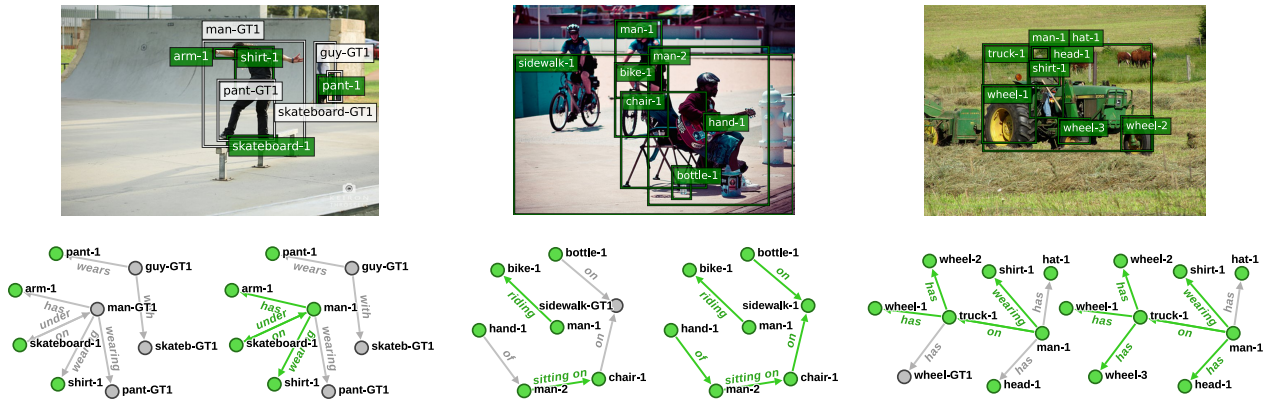 man-GT1
guy-GT1
arm-1
shirt-1
pant-1
pant-GT1
skateboard-GT1
skateboard-1
man-1
man-2
sidewalk-1
bike-1
chair-1
hand-1
bottle-1
man-1
hat-1
truck-1
head-1
shirt-1
wheel-1
wheel-3
wheel-2
pant-1
wears
guy-GT1
arm-1
has
man-GT1
with
under
on
skateboard-1
wearing
wearing
skateb-GT1
shirt-1
pant-GT1
pant-1
wears
guy-GT1
arm-1
has
man-1
with
under
on
skateboard-1
wearing
wearing
skateb-GT1
shirt-1
pant-GT1
bottle-1
bike-1
on
riding
sidewalk-GT1
hand-1
man-1
of
on
sitting on
chair-1
man-2
bottle-1
bike-1
on
riding
sidewalk-1
hand-1
man-1
of
on
sitting on
chair-1
man-2
wheel-2
hat-1
shirt-1
has
wearing
has
wheel-1
has
truck-1
on
man-1
has
has
wheel-GT1
head-1
wheel-2
hat-1
shirt-1
has
wearing
has
wheel-1
has
truck-1
on
man-1
has
has
wheel-3
head-1